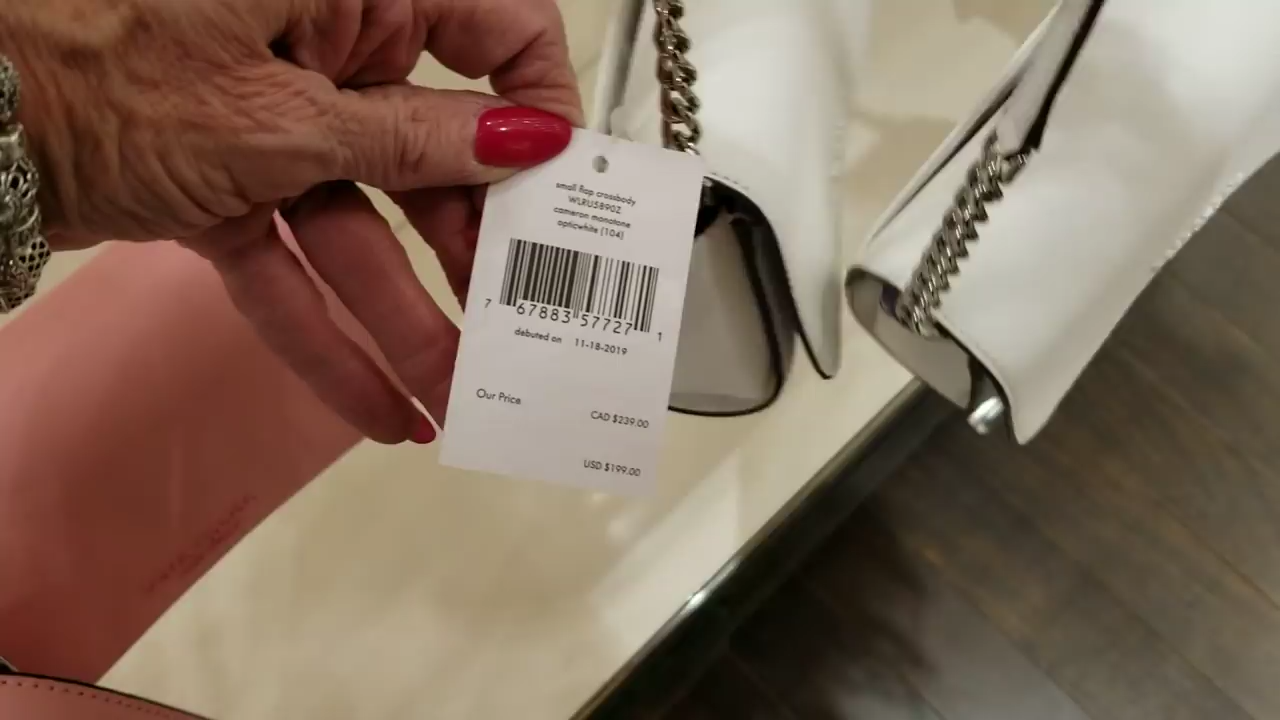 small flap crossbody
WLRU5890Z
cameron monotone
opticwhite (104)
7 67883 57727 1
debuted on 11-18-2019
Our Price
CAD $239.00
USD $199.00